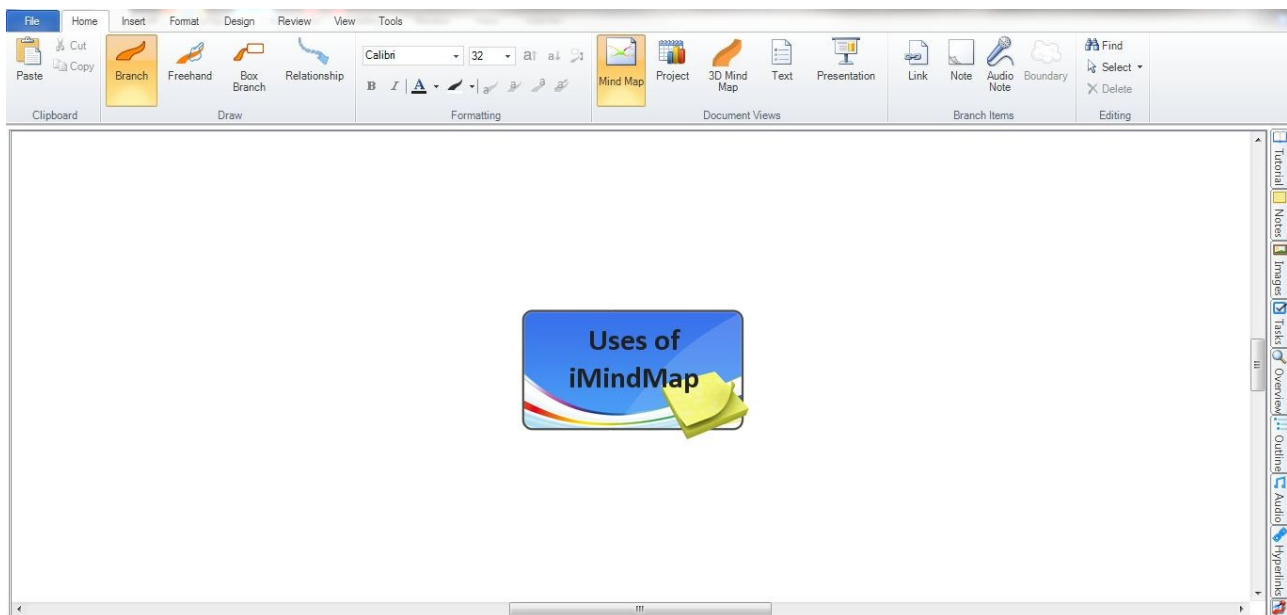 File Home Insert Format Design Review View Tools
Paste
Cut
Copy
Clipboard
Branch
Freehand
Box
Branch
Relationship
Draw
Calibri 32
B I A
Formatting
Mind Map
Project
3D Mind
Map
Text
Presentation
Document Views
Link
Note
Audio
Note
Boundary
Branch Items
Find
Select
Delete
Editing
Uses of
iMindMap
Tutorial
Notes
Images
Tasks
Overview
Outline
Audio
Hyperlinks